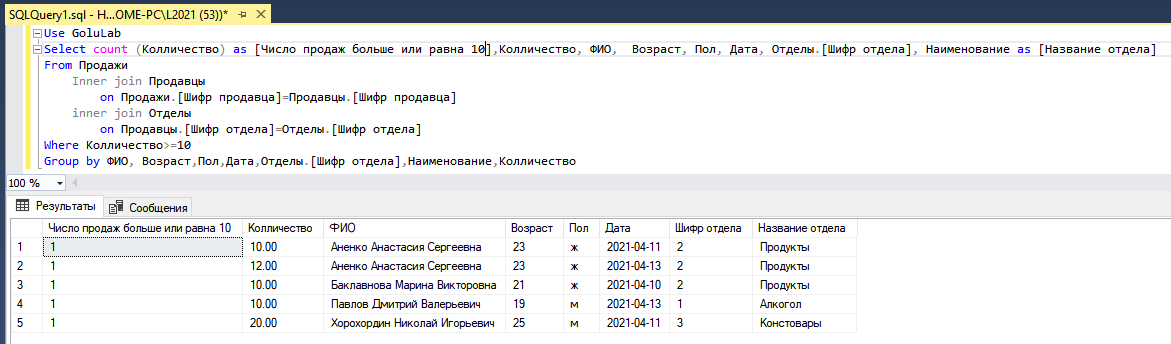 SQLQuery1.sql - H...OME-PC\L2021 (53))*
Use GoluLab
Select count (Колличество) as [Число продаж больше или равна 10],Колличество, ФИО, Возраст, Пол, Дата, Отделы.[Шифр отдела], Наименование as [Название отдела]
From Продажи
Inner join Продавцы
on Продажи.[Шифр продавца]=Продавцы.[Шифр продавца]
inner join Отделы
on Продавцы.[Шифр отдела]=Отделы.[Шифр отдела]
Where Колличество>=10
Group by ФИО, Возраст,Пол,Дата,Отделы.[Шифр отдела],Наименование,Колличество
100 %
Результаты Сообщения
Число продаж больше или равна 10 Колличество ФИО Возраст Пол Дата Шифр отдела Название отдела
1 1 10.00 Аненко Анастасия Сергеевна 23 ж 2021-04-11 2 Продукты
2 1 12.00 Аненко Анастасия Сергеевна 23 ж 2021-04-13 2 Продукты
3 1 10.00 Баклавнова Марина Викторовна 21 ж 2021-04-10 2 Продукты
4 1 10.00 Павлов Дмитрий Валерьевич 19 м 2021-04-13 1 Алкогол
5 1 20.00 Хорохордин Николай Игорьевич 25 м 2021-04-11 3 Констовары